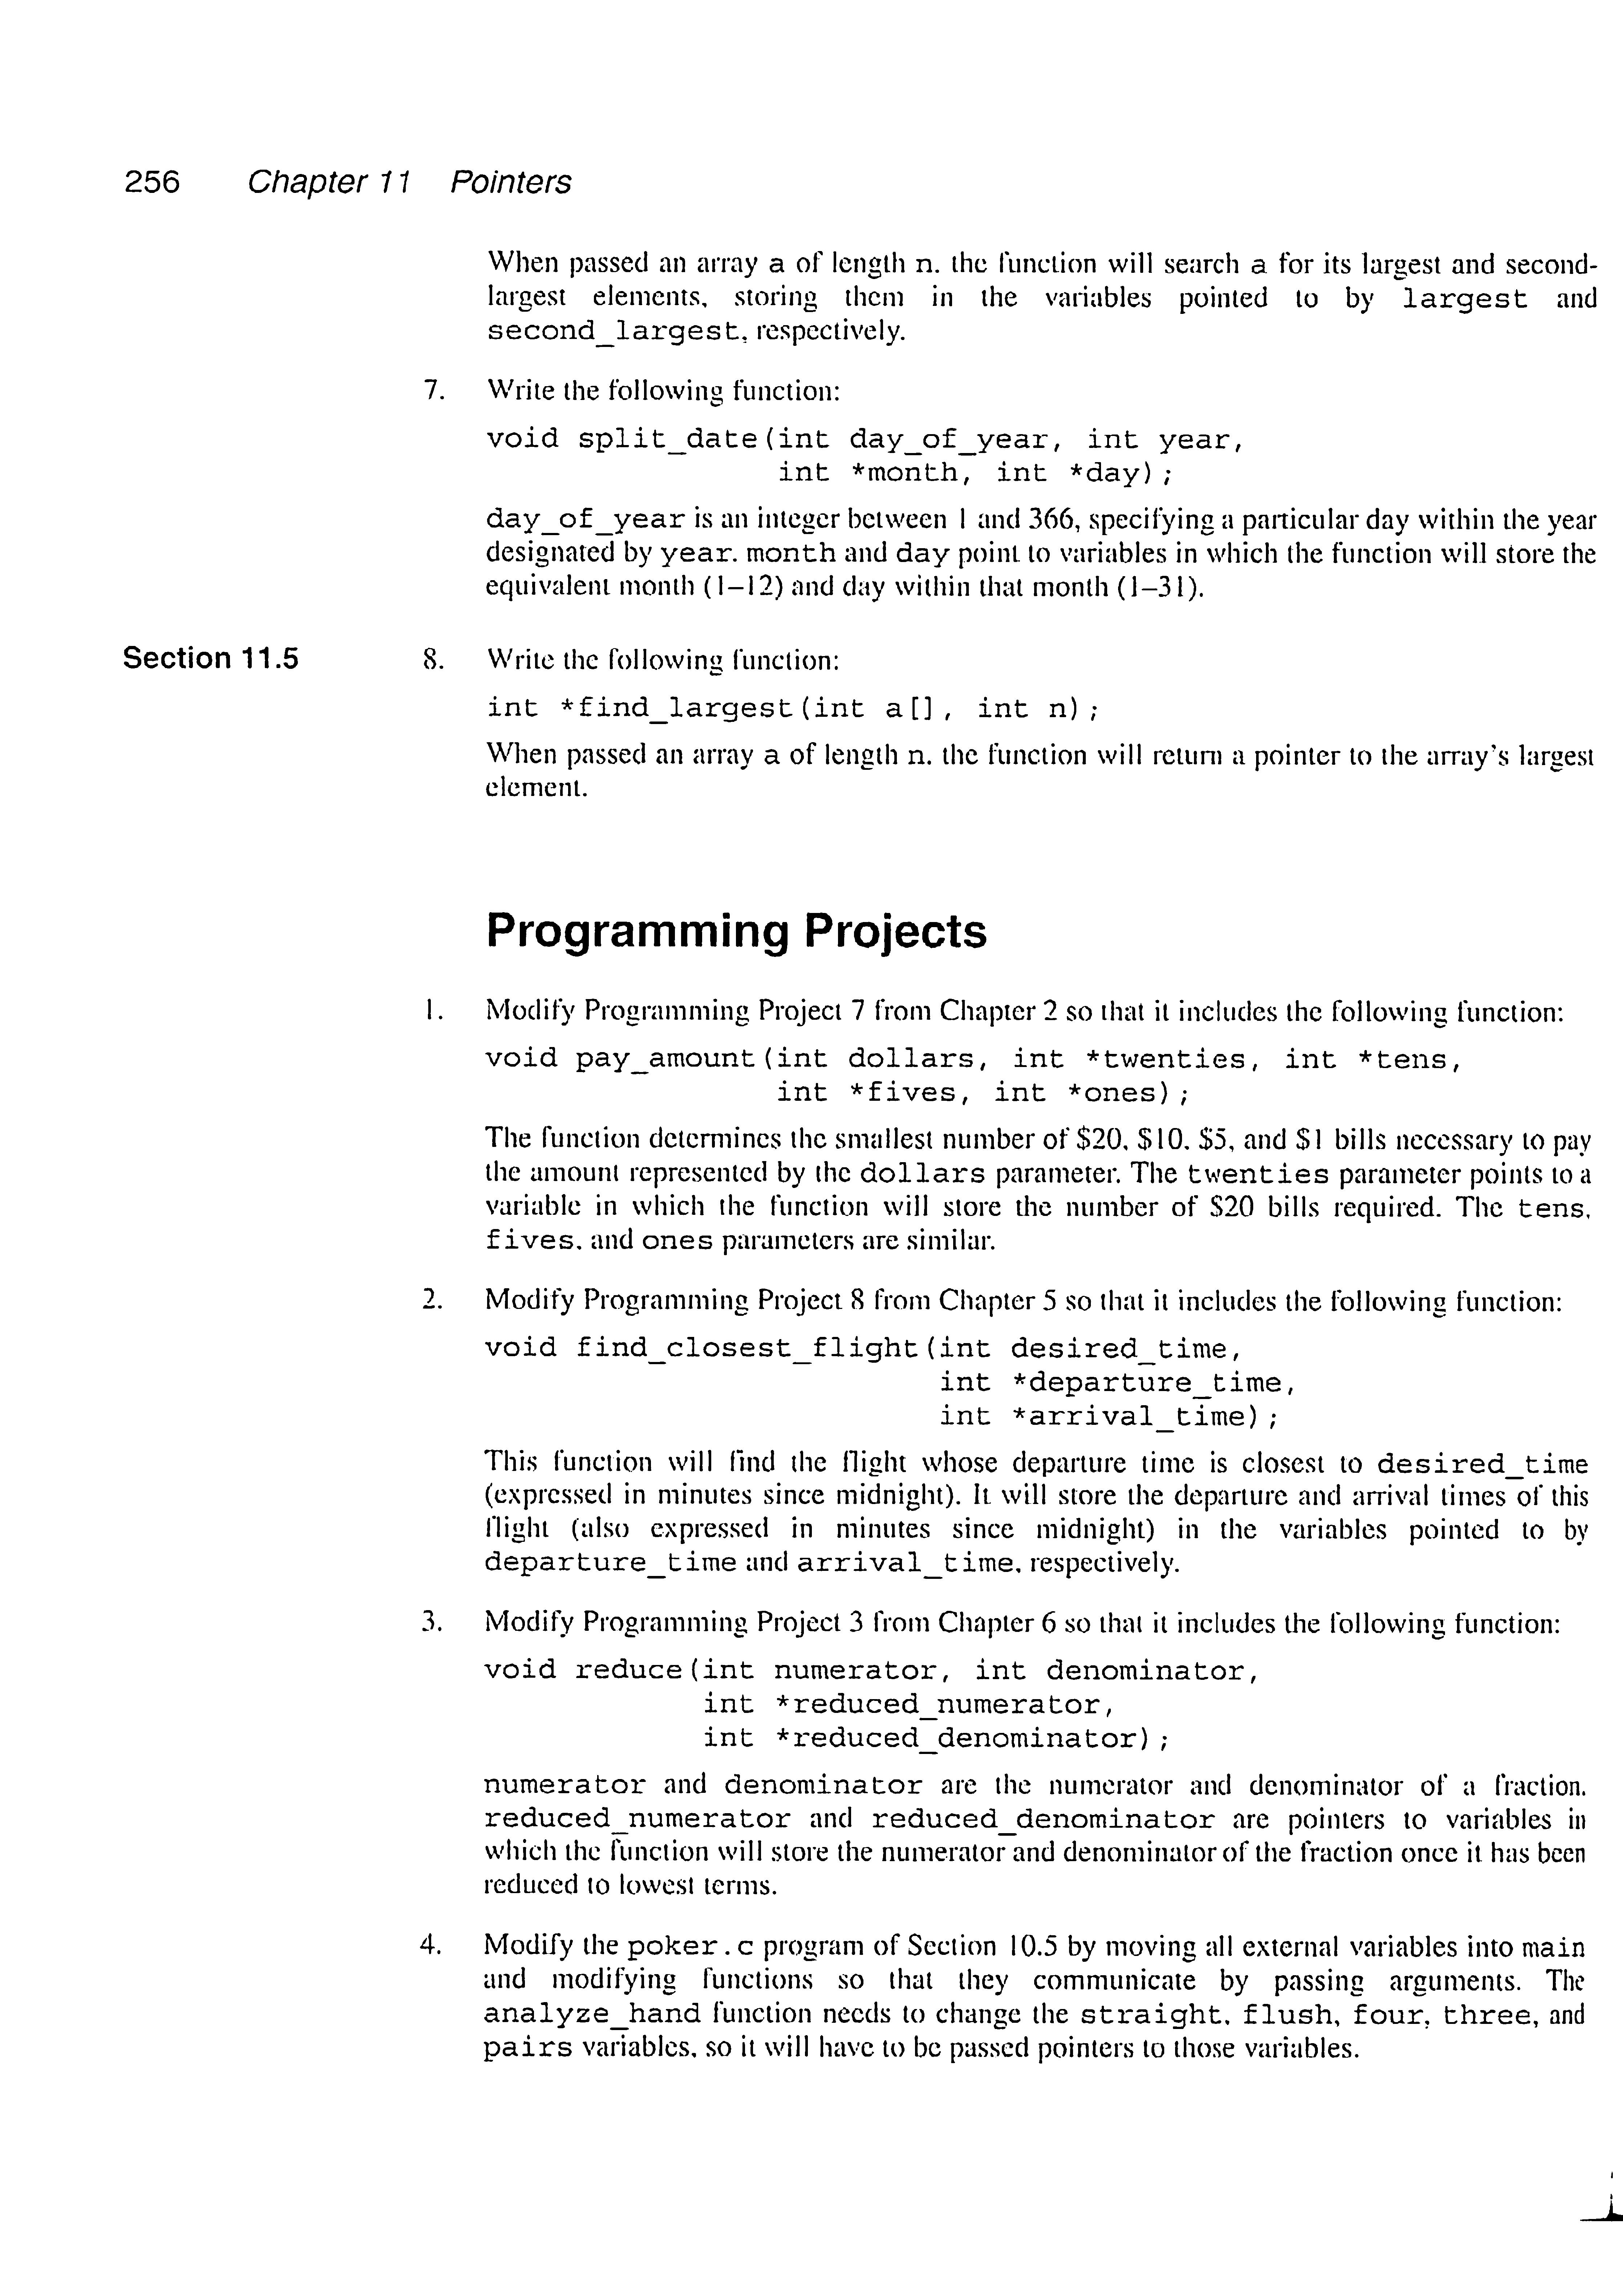 256 Chapter 11 Pointers
When passed an array a of length n. the function will search a for its largest and second-
largest elements, storing them in the variables pointed to by largest and
second_largest, respectively.
7. Write the following function:
void split_date(int day_of_year, int year,
int *month, int *day);
day_of_year is an integer between 1 and 366, specifying a particular day within the year
designated by year. month and day point to variables in which the function will store the
equivalent month (1–12) and day within that month (1–31).
Section 11.5 8. Write the following function:
int *find_largest(int a[], int n);
When passed an array a of length n. the function will return a pointer to the array's largest
element.
Programming Projects
1. Modify Programming Project 7 from Chapter 2 so that it includes the following function:
void pay_amount(int dollars, int *twenties, int *tens,
int *fives, int *ones);
The function determines the smallest number of $20, $10, $5, and $1 bills necessary to pay
the amount represented by the dollars parameter. The twenties parameter points to a
variable in which the function will store the number of $20 bills required. The tens,
fives, and ones parameters are similar.
2. Modify Programming Project 8 from Chapter 5 so that it includes the following function:
void find_closest_flight(int desired_time,
int *departure_time,
int *arrival_time);
This function will find the flight whose departure time is closest to desired_time
(expressed in minutes since midnight). It will store the departure and arrival times of this
flight (also expressed in minutes since midnight) in the variables pointed to by
departure_time and arrival_time, respectively.
3. Modify Programming Project 3 from Chapter 6 so that it includes the following function:
void reduce(int numerator, int denominator,
int *reduced_numerator,
int *reduced_denominator);
numerator and denominator are the numerator and denominator of a fraction.
reduced_numerator and reduced_denominator are pointers to variables in
which the function will store the numerator and denominator of the fraction once it has been
reduced to lowest terms.
4. Modify the poker.c program of Section 10.5 by moving all external variables into main
and modifying functions so that they communicate by passing arguments. The
analyze_hand function needs to change the straight, flush, four, three, and
pairs variables, so it will have to be passed pointers to those variables.